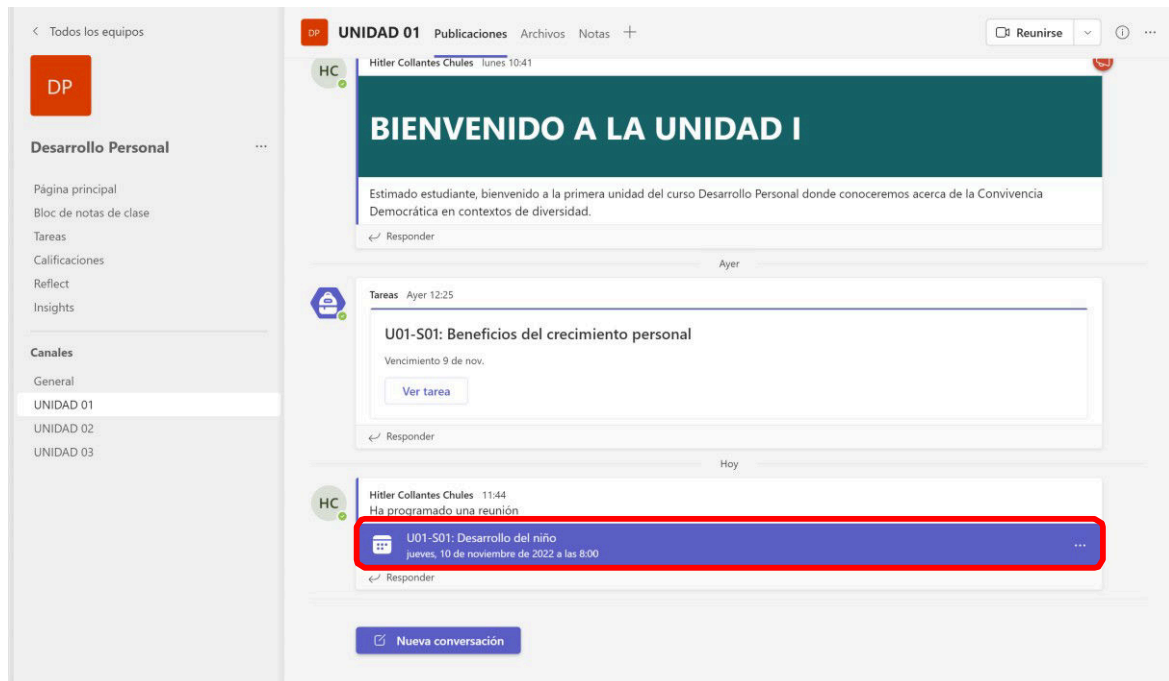 Todos los equipos
DP
Desarrollo Personal
Página principal
Bloc de notas de clase
Tareas
Calificaciones
Reflect
Insights
Canales
General
UNIDAD 01
UNIDAD 02
UNIDAD 03
DP UNIDAD 01 Publicaciones Archivos Notas
Reunirse
HC
Hitler Collantes Chules lunes 10:41
BIENVENIDO A LA UNIDAD I
Estimado estudiante, bienvenido a la primera unidad del curso Desarrollo Personal donde conoceremos acerca de la Convivencia
Democrática en contextos de diversidad.
Responder
Ayer
Tareas Ayer 12:25
U01-S01: Beneficios del crecimiento personal
Vencimiento 9 de nov.
Ver tarea
Responder
Hoy
HC
Hitler Collantes Chules 11:44
Ha programado una reunión
U01-S01: Desarrollo del niño
jueves, 10 de noviembre de 2022 a las 8:00
Responder
Nueva conversación